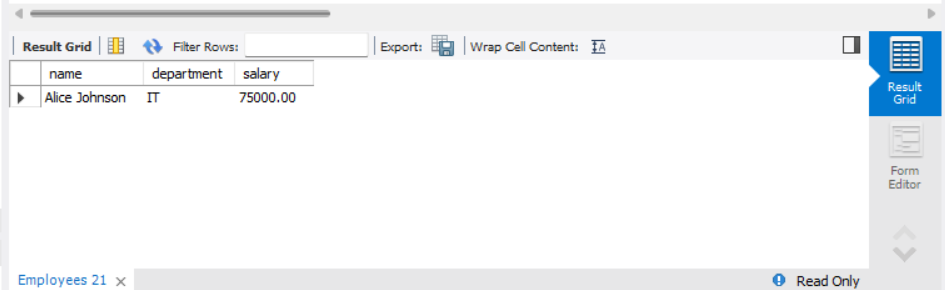 Result Grid Filter Rows: Export: Wrap Cell Content: IA
name department salary
Alice Johnson IT 75000.00
Result
Grid
Form
Editor
Employees 21 × Read Only